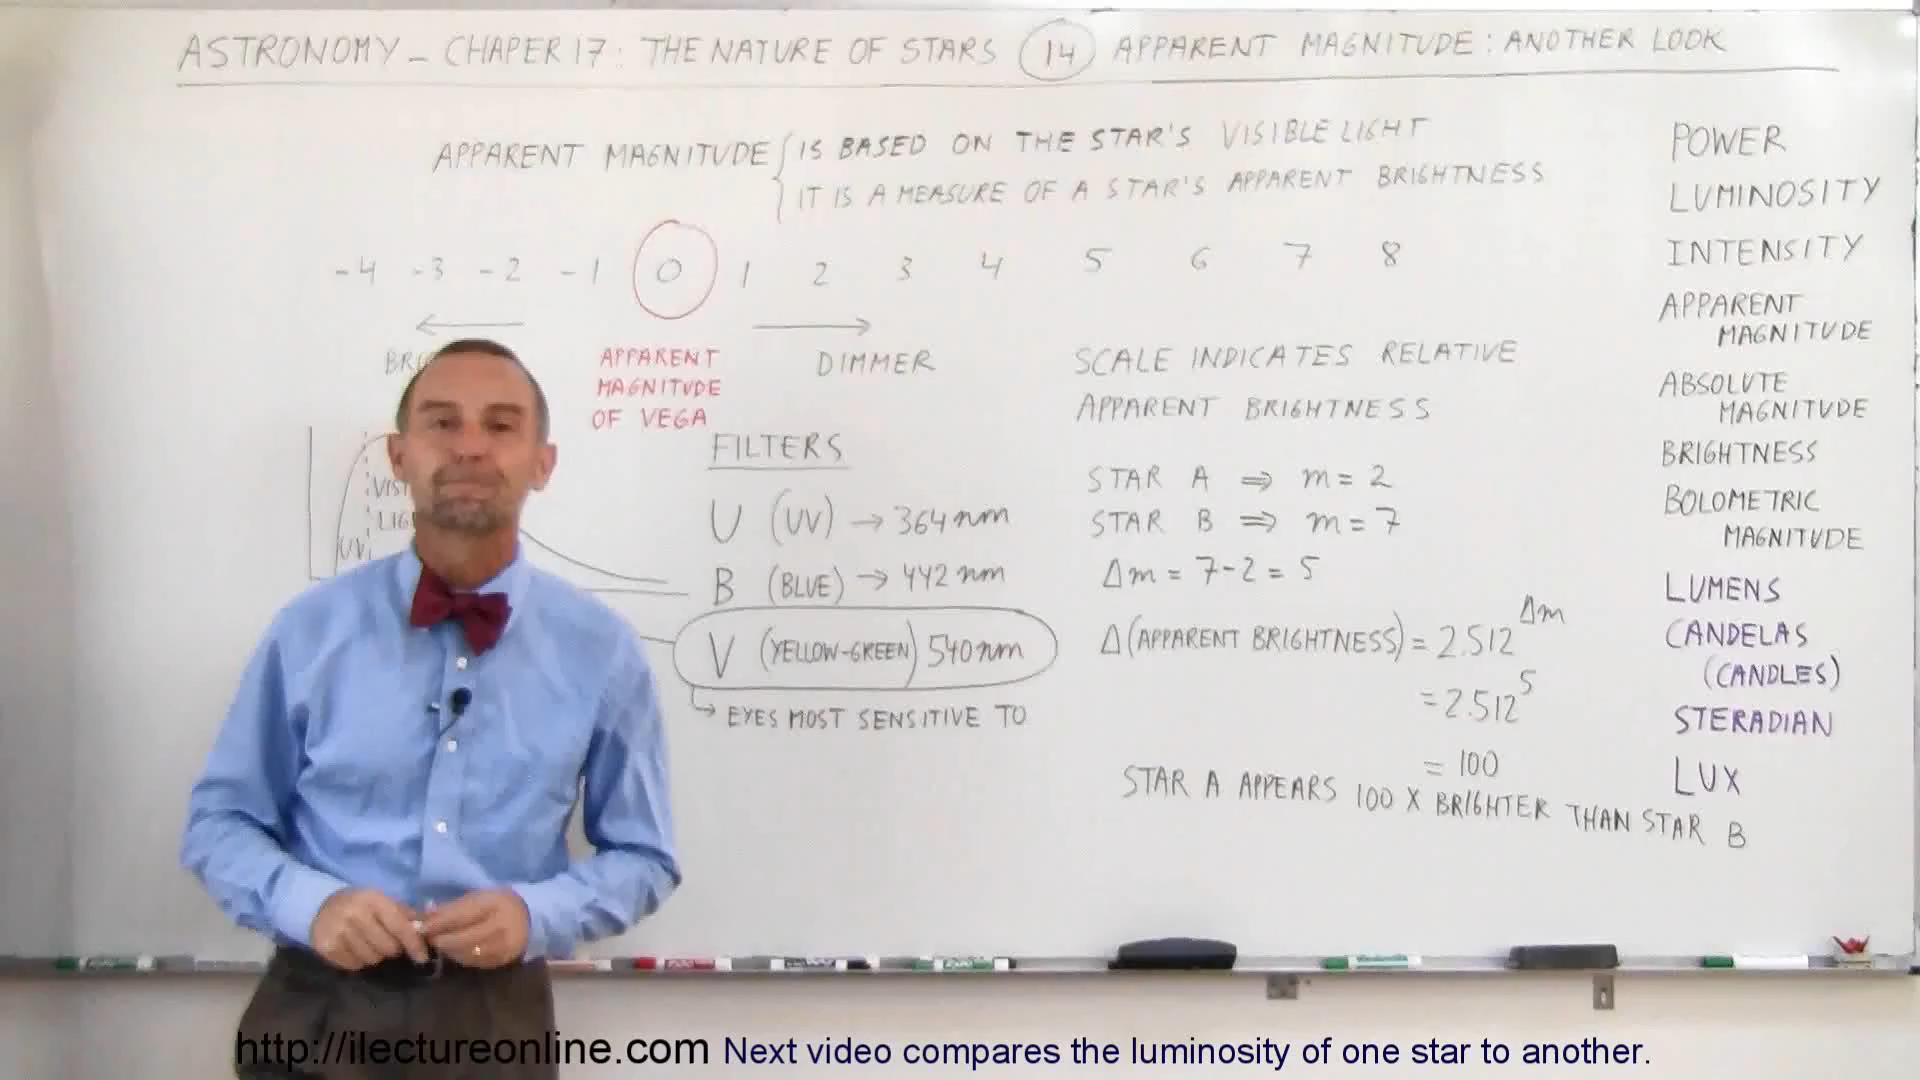 ASTRONOMY - CHAPER 17: THE NATURE OF STARS 14 APPARENT MAGNITUDE: ANOTHER LOOK
APPARENT MAGNITUDE { IS BASED ON THE STAR'S VISIBLE LIGHT
IT IS A MEASURE OF A STAR'S APPARENT BRIGHTNESS
-4 -3 -2 -1 0 1 2 3 4 5 6 7 8
APPARENT
MAGNITUDE
OF VEGA
DIMMER
UV
FILTERS
U (UV) → 364 nm
B (BLUE) → 442 nm
V (YELLOW-GREEN) 540 nm
→ EYES MOST SENSITIVE TO
SCALE INDICATES RELATIVE
APPARENT BRIGHTNESS
STAR A ⇒ m = 2
STAR B ⇒ m = 7
Δm = 7-2 = 5
Δ(APPARENT BRIGHTNESS) = 2.512^Δm
= 2.512^5
= 100
STAR A APPEARS 100 X BRIGHTER THAN STAR B
POWER
LUMINOSITY
INTENSITY
APPARENT
MAGNITUDE
ABSOLUTE
MAGNITUDE
BRIGHTNESS
BOLOMETRIC
MAGNITUDE
LUMENS
CANDELAS
(CANDLES)
STERADIAN
LUX
http://ilectureonline.com Next video compares the luminosity of one star to another.